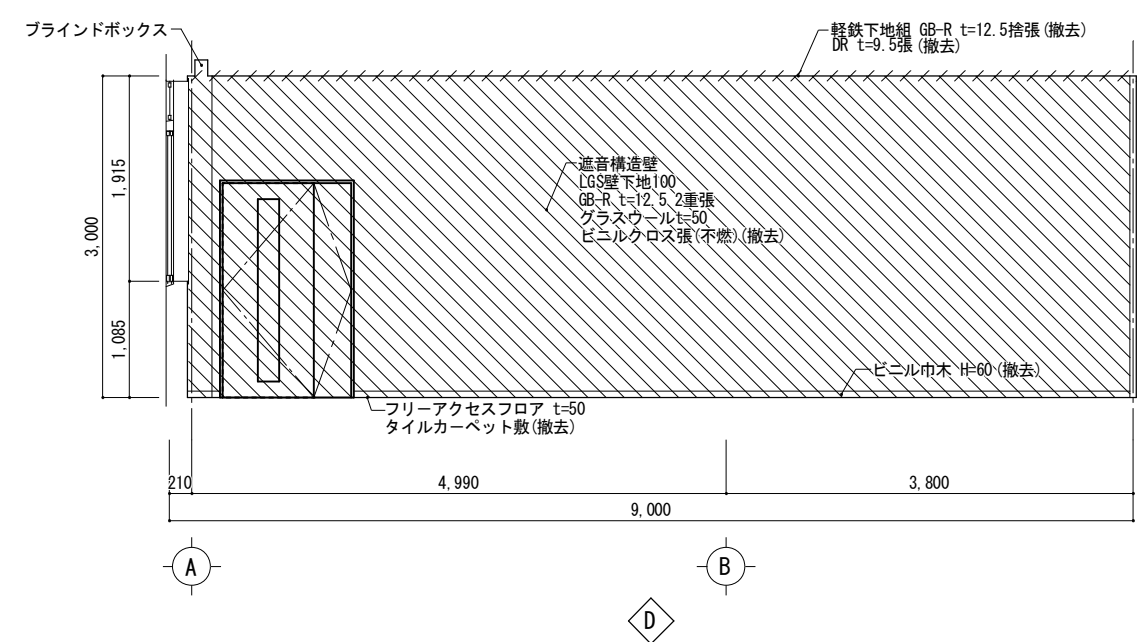 ブラインドボックス
軽鉄下地組 GB-R t=12.5捨張(撤去)
DR t=9.5張(撤去)
遮音構造壁
LGS壁下地100
GB-R t=12.5 2重張
グラスウールt=50
ビニルクロス張(不燃)(撤去)
1,915
3,000
1,085
ビニル巾木 H=60(撤去)
フリーアクセスフロア t=50
タイルカーペット敷(撤去)
210
4,990
3,800
9,000
A
B
D